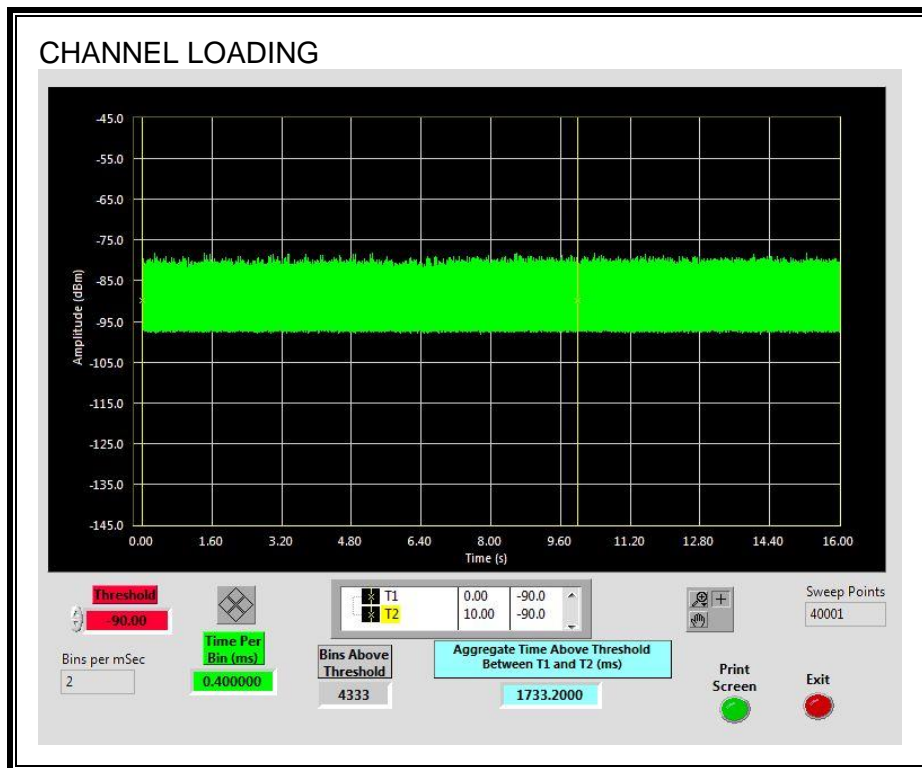 CHANNEL LOADING
-45.0
-55.0
-65.0
-75.0
-85.0
-95.0
-105.0
-115.0
-125.0
-135.0
-145.0
Amplitude (dBm)
0.00 1.60 3.20 4.80 6.40 8.00 9.60 11.20 12.80 14.40 16.00
Time (s)
Threshold
-90.00
Bins per mSec
2
Time Per
Bin (ms)
0.400000
T1 0.00 -90.0
T2 10.00 -90.0
Bins Above
Threshold
4333
Aggregate Time Above Threshold
Between T1 and T2 (ms)
1733.2000
Print
Screen
Sweep Points
40001
Exit